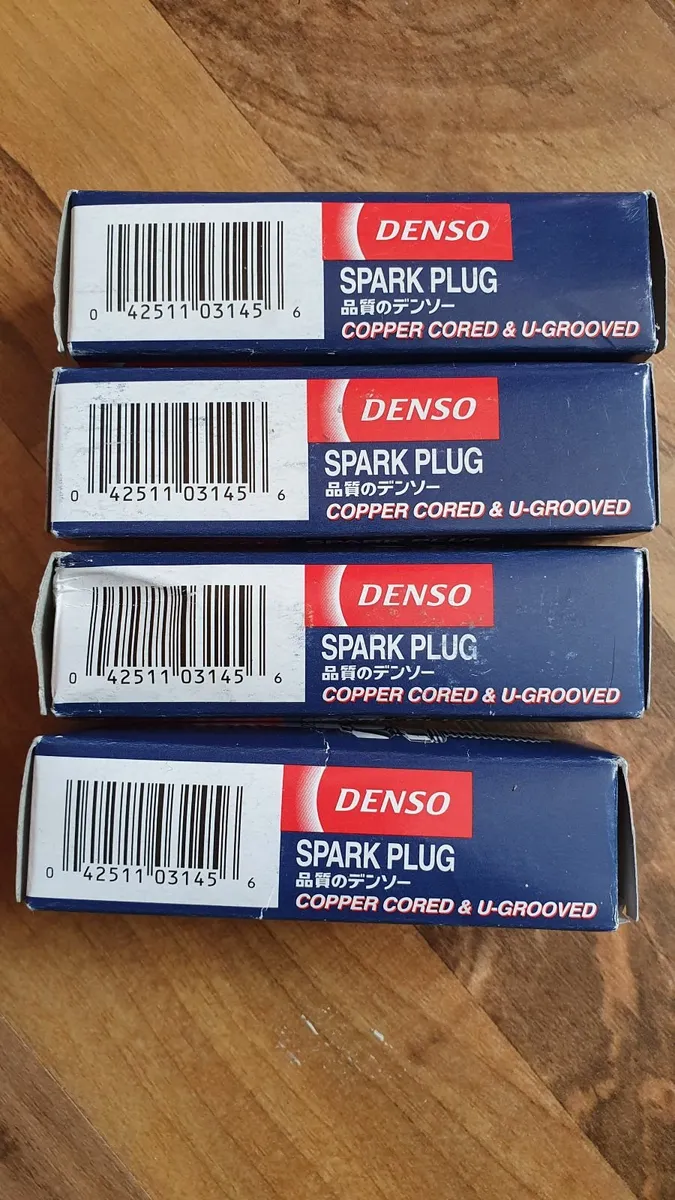 DENSO
SPARK PLUG
品質のデンソー
COPPER CORED & U-GROOVED
0 42511 03145 6
DENSO
SPARK PLUG
品質のデンソー
COPPER CORED & U-GROOVED
0 42511 03145 6
SPARK PLUG
DENSO
SPARK PLUG
品質のデンソー
COPPER CORED & U-GROOVED
0 42511 03145 6
DENSO
SPARK PLUG
品質のデンソー
COPPER CORED & U-GROOVED
0 42511 03145 6